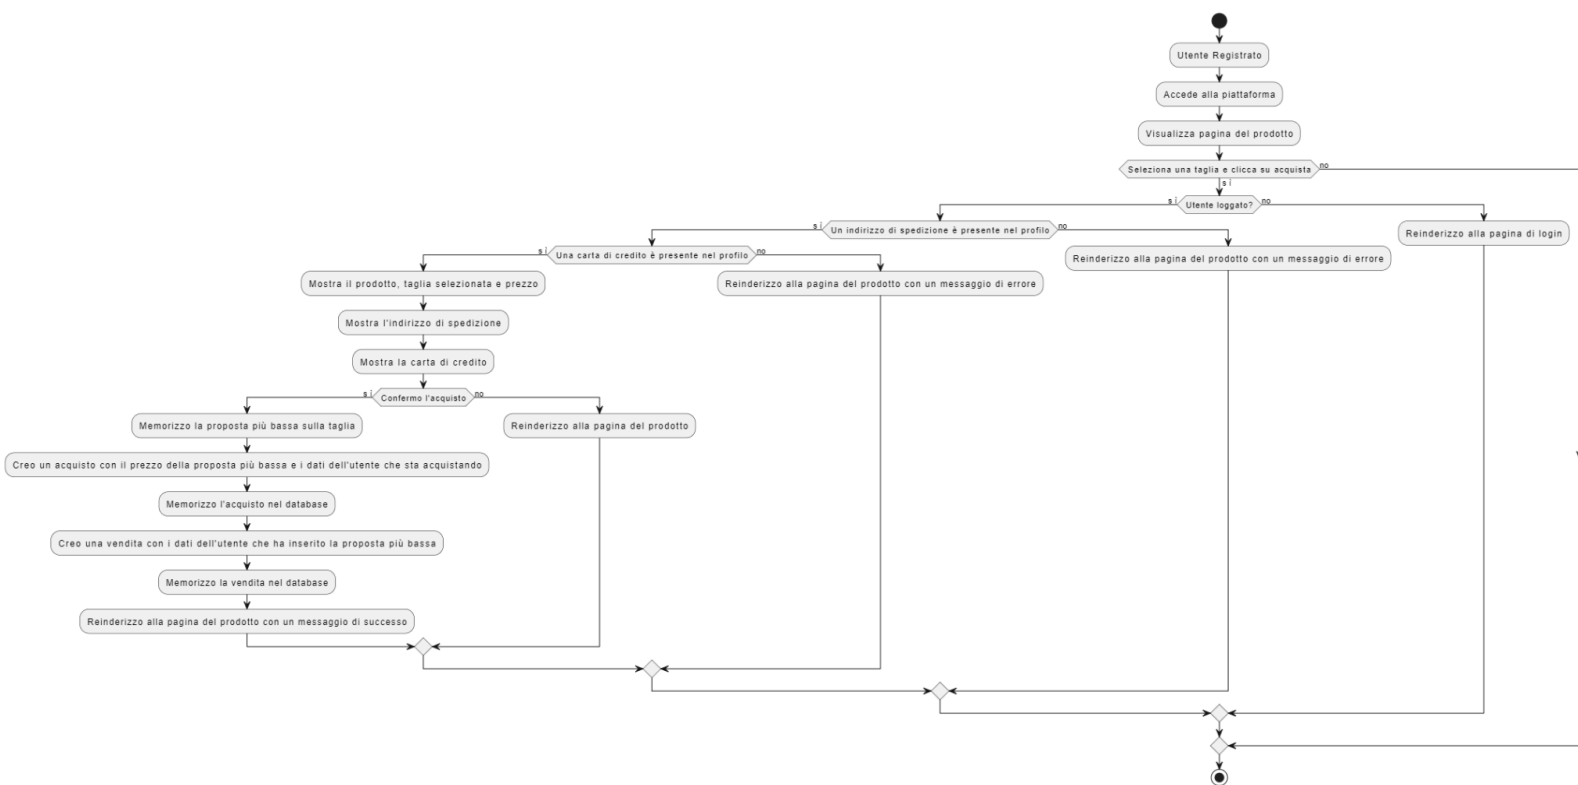 Utente Registrato
Accede alla piattaforma
Visualizza pagina del prodotto
Seleziona una taglia e clicca su acquista
no
si
Utente loggato?
si
no
Un indirizzo di spedizione è presente nel profilo
si
no
Reinderizzo alla pagina di login
Una carta di credito è presente nel profilo
si
no
Reinderizzo alla pagina del prodotto con un messaggio di errore
Mostra il prodotto, taglia selezionata e prezzo
Reinderizzo alla pagina del prodotto con un messaggio di errore
Mostra l'indirizzo di spedizione
Mostra la carta di credito
Confermo l'acquisto
si
no
Memorizzo la proposta più bassa sulla taglia
Reinderizzo alla pagina del prodotto
Creo un acquisto con il prezzo della proposta più bassa e i dati dell'utente che sta acquistando
Memorizzo l'acquisto nel database
Creo una vendita con i dati dell'utente che ha inserito la proposta più bassa
Memorizzo la vendita nel database
Reinderizzo alla pagina del prodotto con un messaggio di successo